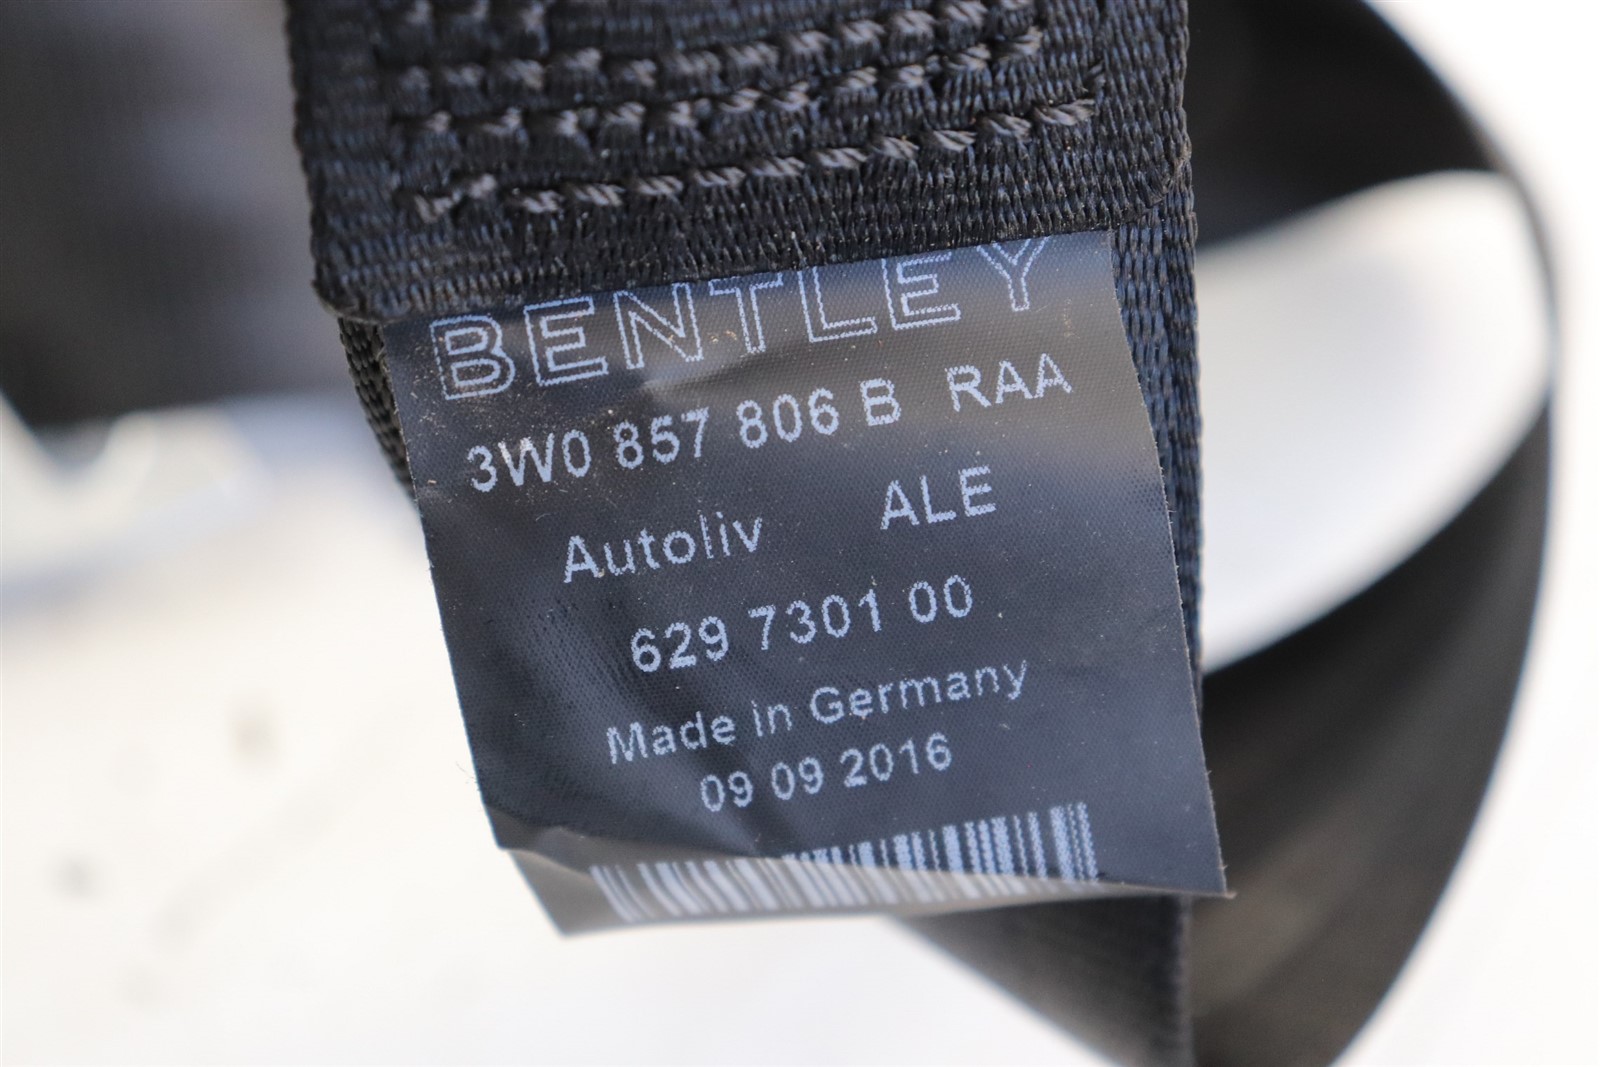 BENTLEY
3W0 857 806 B RAA
Autoliv ALE
629 7301 00
Made in Germany
09 09 2016